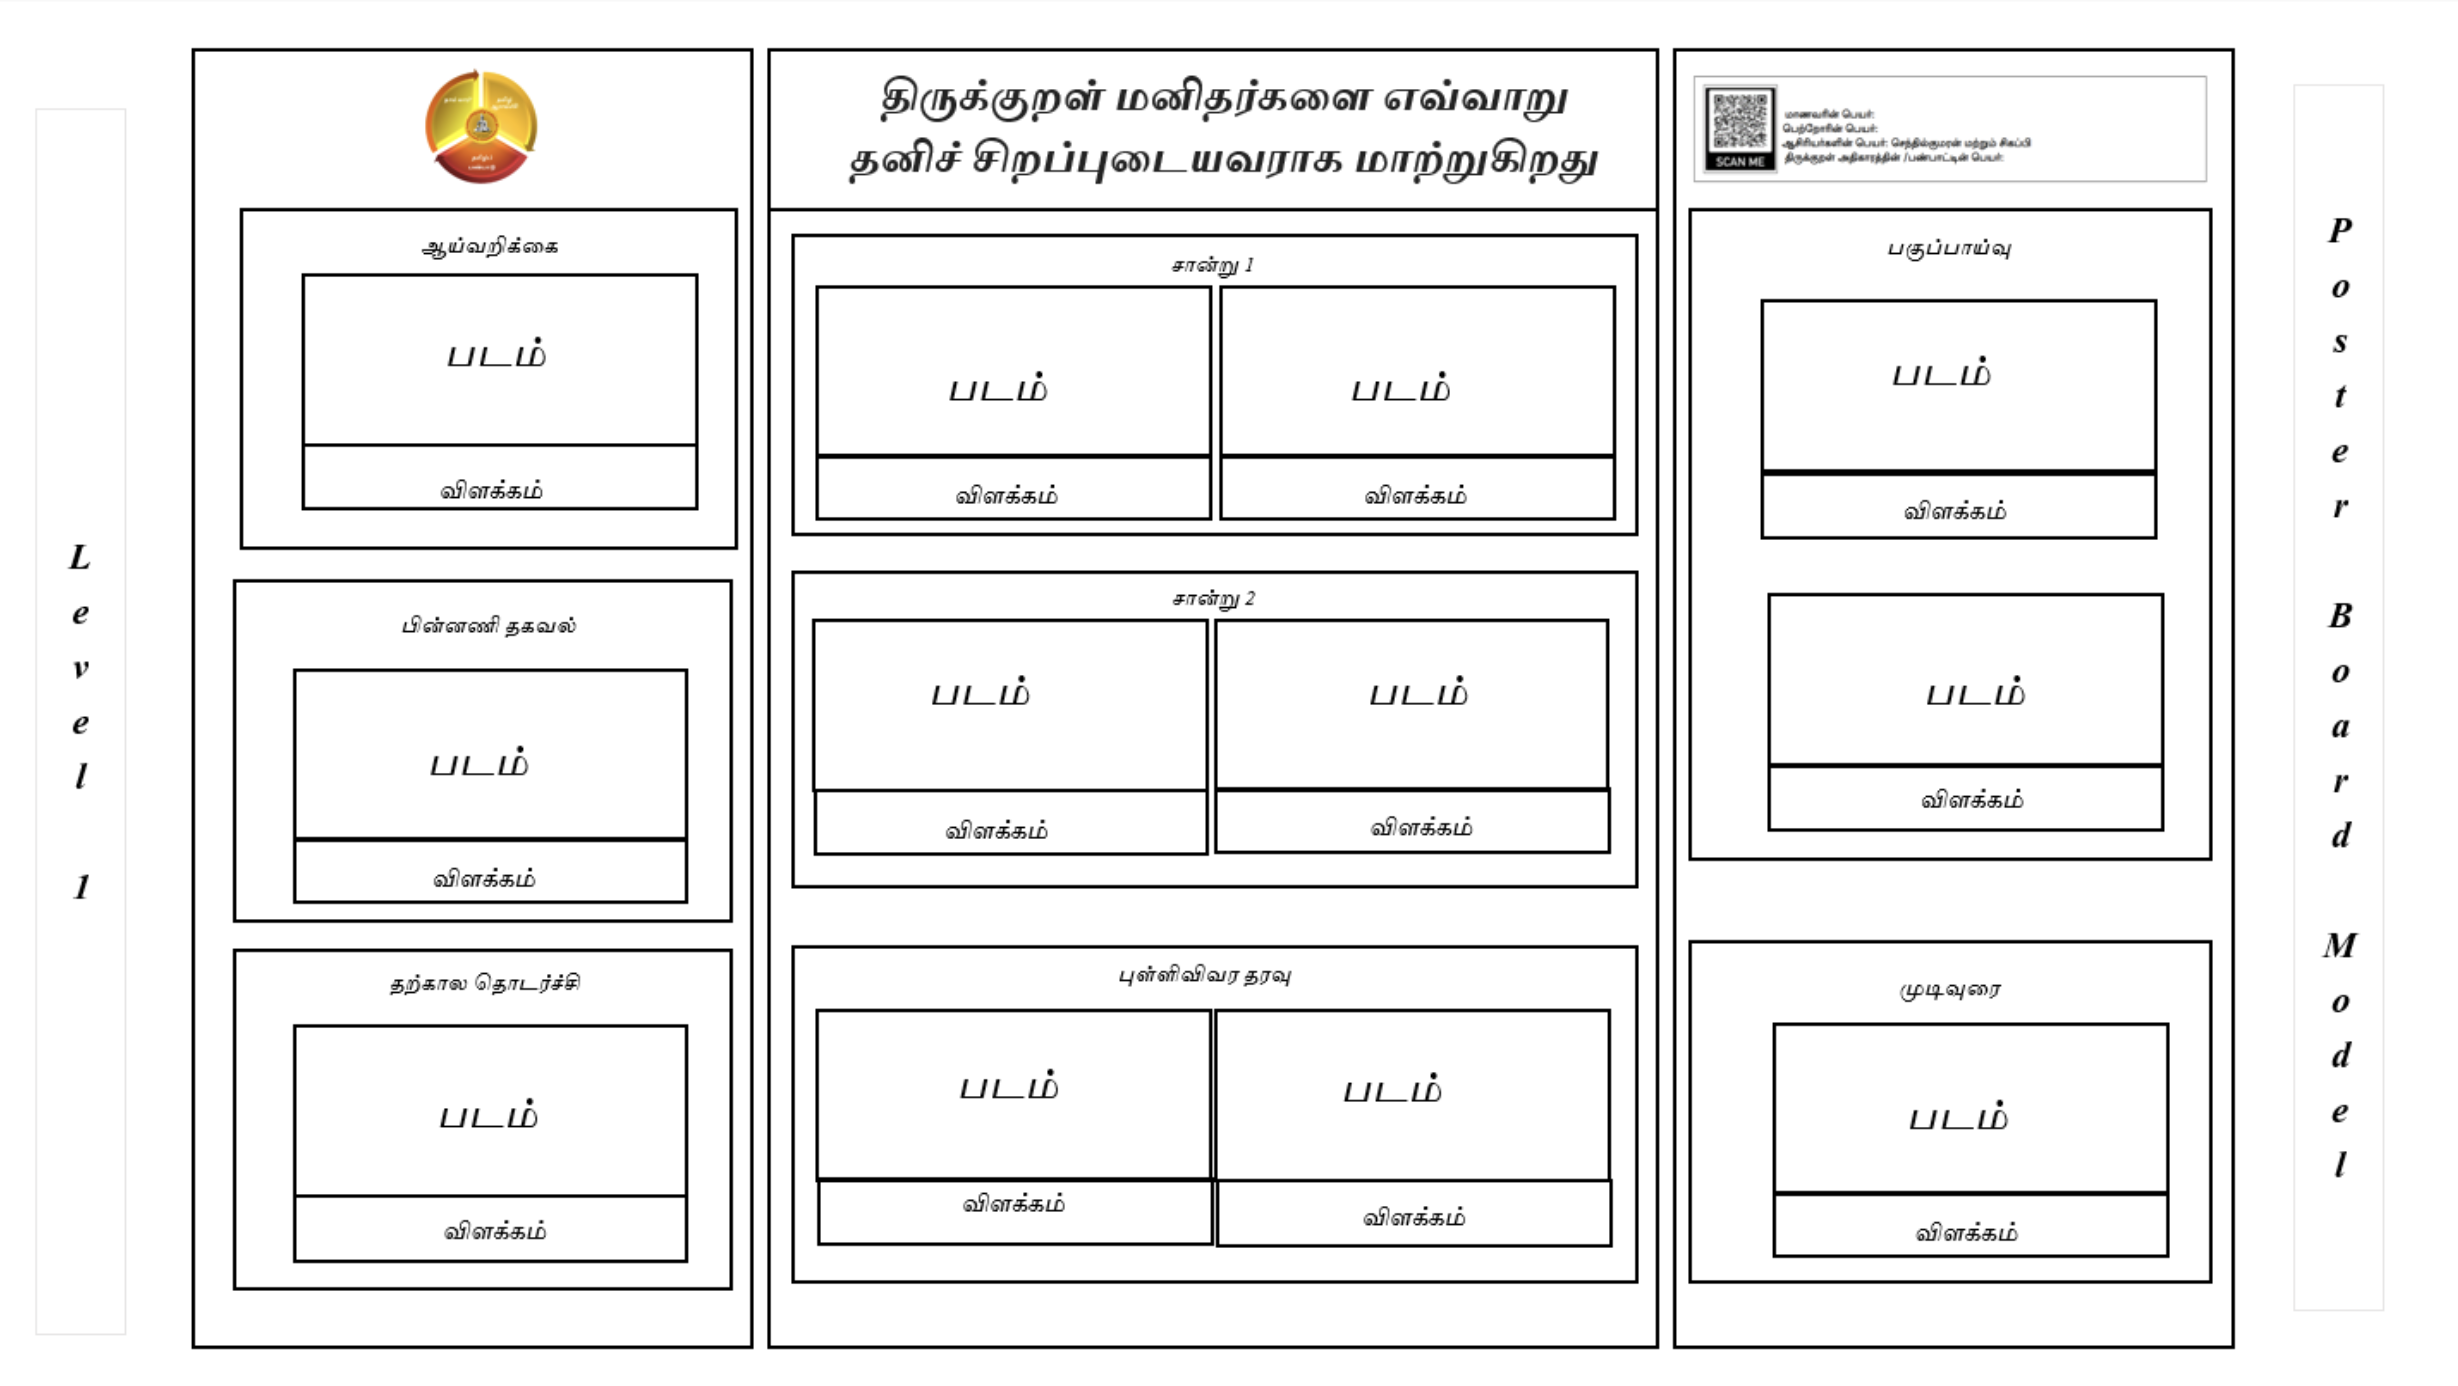 Level 1
திருக்குறள் மனிதர்களை எவ்வாறு
தனிச் சிறப்புடையவராக மாற்றுகிறது
SCAN ME
மாணவரின் பெயர்:
பெற்றோரின் பெயர்:
ஆசிரியர்களின் பெயர்: செந்தில்குமரன் மற்றும் சிகப்பி
திருக்குறள் அதிகாரத்தின் /பண்பாட்டின் பெயர்:
ஆய்வறிக்கை
படம்
விளக்கம்
பின்னணி தகவல்
படம்
விளக்கம்
தற்கால தொடர்ச்சி
படம்
விளக்கம்
சான்று 1
படம்
படம்
விளக்கம்
விளக்கம்
சான்று 2
படம்
படம்
விளக்கம்
விளக்கம்
புள்ளிவிவர தரவு
படம்
படம்
விளக்கம்
விளக்கம்
பகுப்பாய்வு
படம்
விளக்கம்
படம்
விளக்கம்
முடிவுரை
படம்
விளக்கம்
Poster Board Model